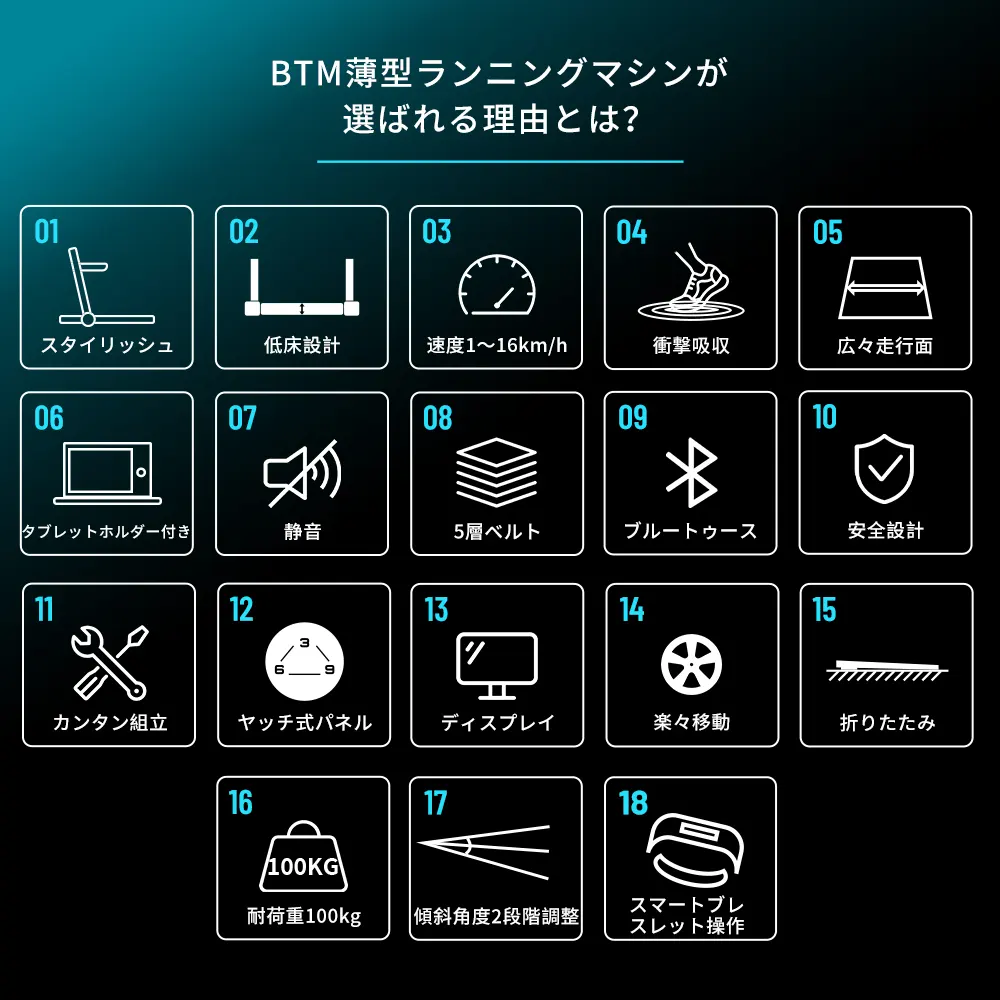 BTM薄型ランニングマシンが
選ばれる理由とは?
01
スタイリッシュ
02
低床設計
03
速度1～16km/h
04
衝撃吸収
05
広々走行面
06
タブレットホルダー付き
07
静音
08
5層ベルト
09
ブルートゥース
10
安全設計
11
カンタン組立
12
3
6
9
ヤッチ式パネル
13
ディスプレイ
14
楽々移動
15
折りたたみ
16
100KG
耐荷重100kg
17
傾斜角度2段階調整
18
スマートブレ
スレット操作